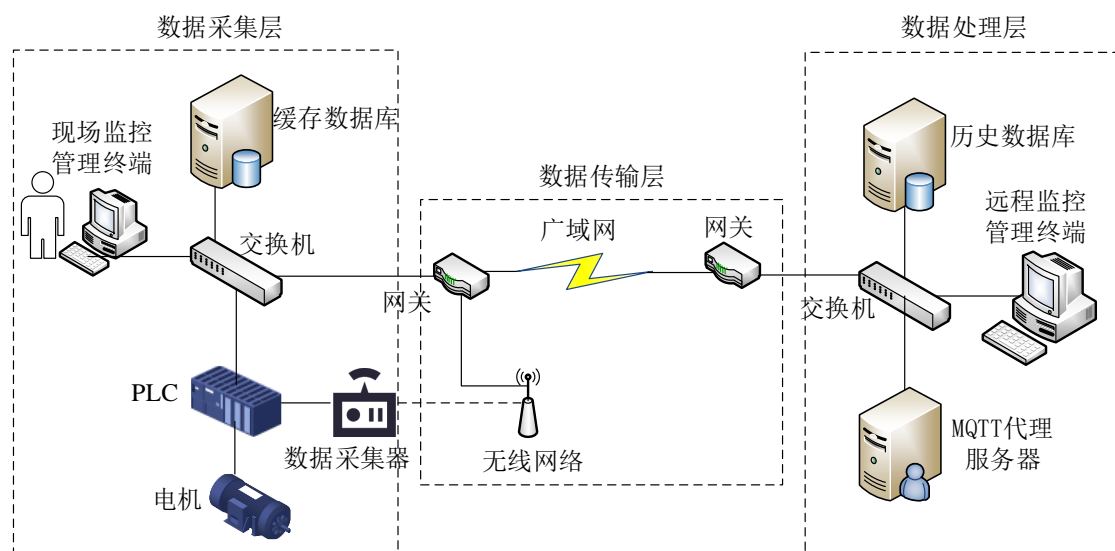 数据采集层
缓存数据库
现场监控
管理终端
交换机
PLC
数据采集器
电机
数据传输层
广域网
网关
网关
无线网络
数据处理层
历史数据库
远程监控
管理终端
交换机
MQTT代理
服务器